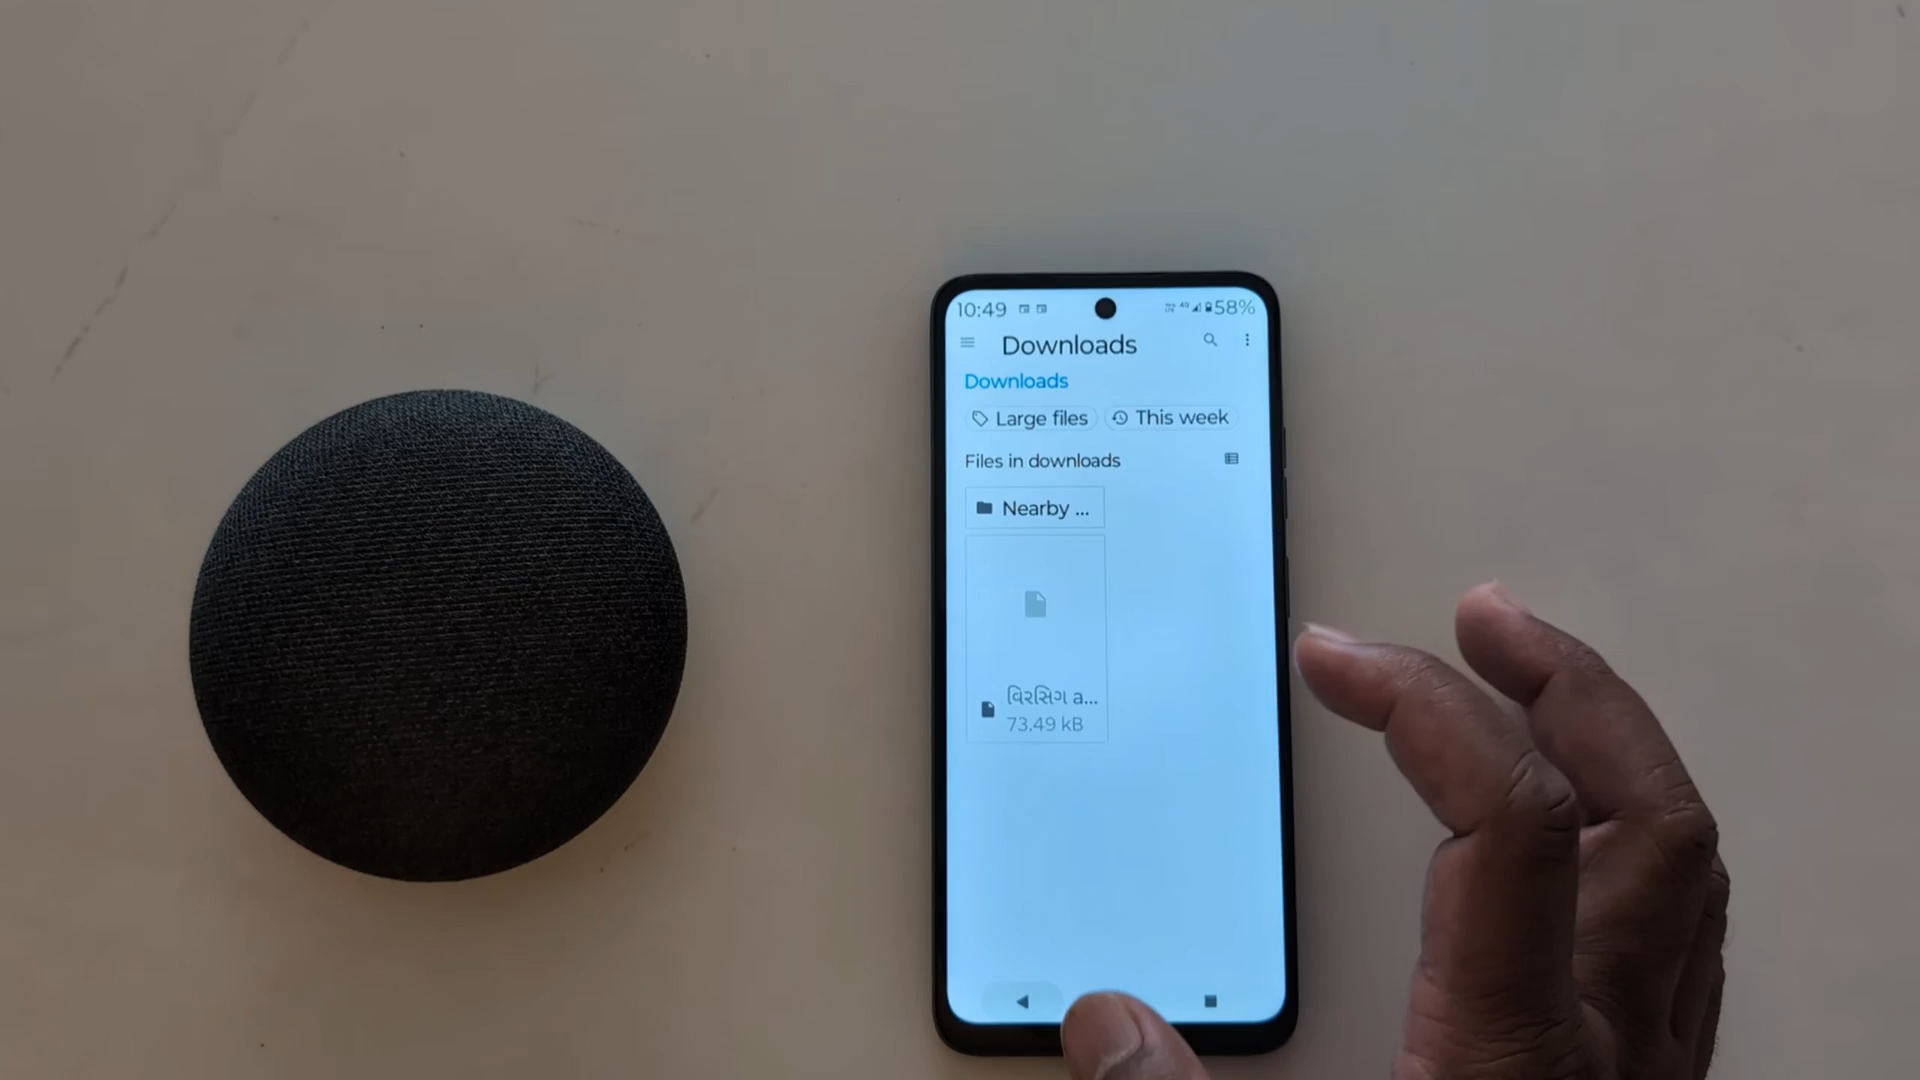 10:49 58%
Downloads
Downloads
Large files This week
Files in downloads
Nearby ...
વિરસિંગ a...
73.49 kB